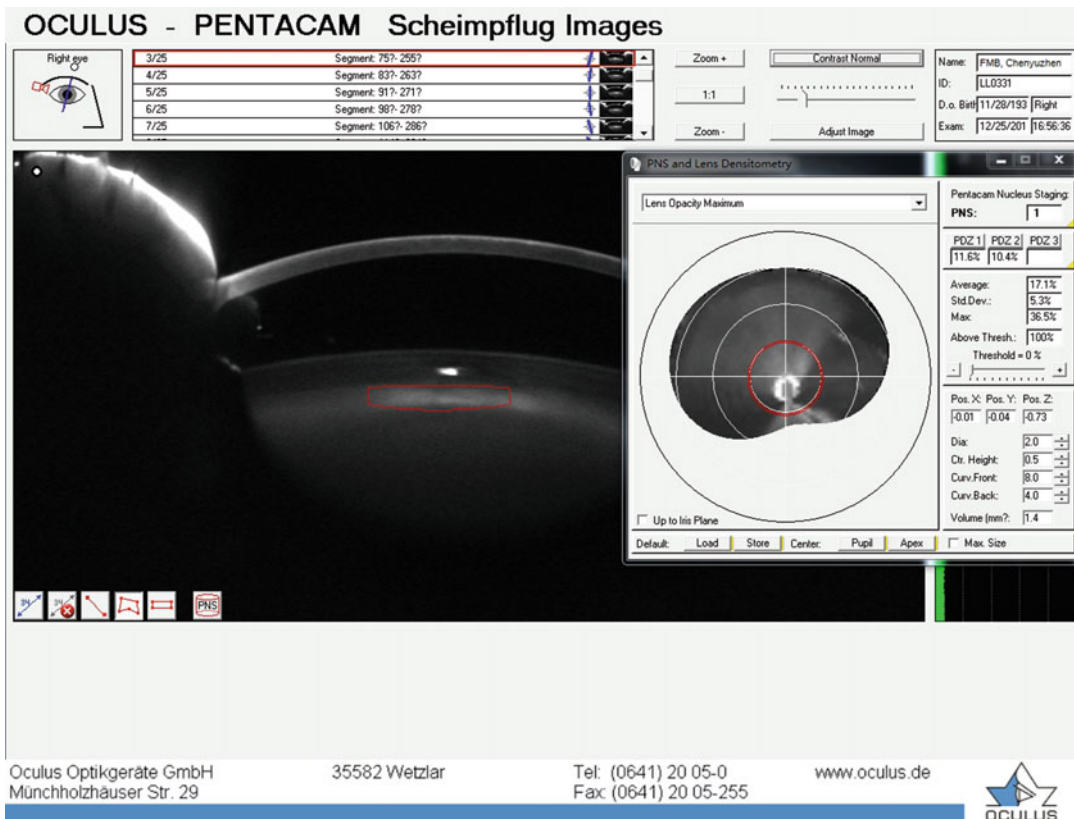 OCULUS - PENTACAM Scheimpflug Images
Right eye
3/25 Segment: 75?- 255?
4/25 Segment: 83?- 263?
5/25 Segment: 91?- 271?
6/25 Segment: 98?- 278?
7/25 Segment: 106?- 286?
Zoom +
1:1
Zoom -
Contrast Normal
Adjust Image
Name: FMB, Chenyuzhen
ID: LL0331
D.o. Birt 11/28/193 Right
Exam: 12/25/201 16:56:36
PNS and Lens Densitometry
Lens Opacity Maximum
Up to Iris Plane
Pentacam Nucleus Staging:
PNS: 1
PDZ 1 PDZ 2 PDZ 3
11.6% 10.4%
Average: 17.1%
Std.Dev.: 5.3%
Max: 36.5%
Above Thresh.: 100%
Threshold = 0 %
- +
Pos. X: Pos. Y: Pos. Z:
-0.01 -0.04 -0.73
Dia: 2.0
Ctr. Height: 0.5
Curv.Front: 8.0
Curv.Back: 4.0
Volume (mm?: 1.4
Default: Load Store Center: Pupil Apex Max. Size
PNS
Oculus Optikgeräte GmbH 35582 Wetzlar Tel: (0641) 20 05-0 www.oculus.de
Münchholzhäuser Str. 29 Fax: (0641) 20 05-255
OCULUS